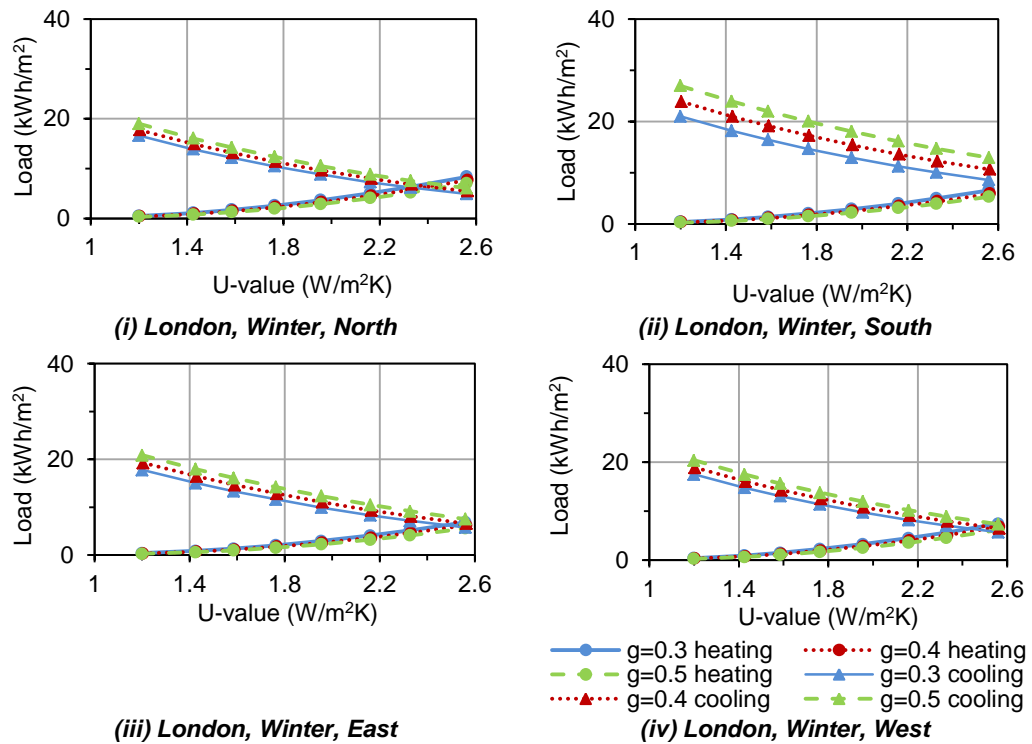 Load (kWh/m²)
40
20
0
1 1.4 1.8 2.2 2.6
U-value (W/m²K)
(i) London, Winter, North
Load (kWh/m²)
40
20
0
1 1.4 1.8 2.2 2.6
U-value (W/m²K)
(ii) London, Winter, South
Load (kWh/m²)
40
20
0
1 1.4 1.8 2.2 2.6
U-value (W/m²K)
(iii) London, Winter, East
Load (kWh/m²)
40
20
0
1 1.4 1.8 2.2 2.6
U-value (W/m²K)
g=0.3 heating g=0.4 heating
g=0.5 heating g=0.3 cooling
g=0.4 cooling g=0.5 cooling
(iv) London, Winter, West